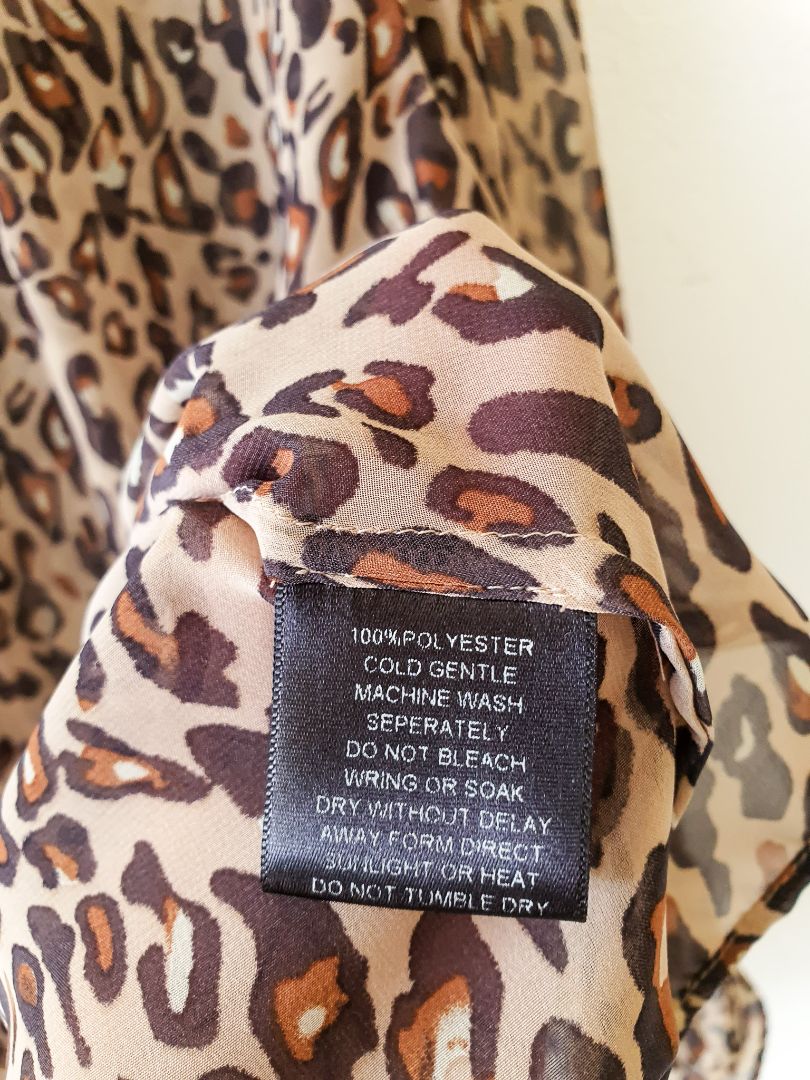 100%POLYESTER
COLD GENTLE
MACHINE WASH
SEPERATELY
DO NOT BLEACH
WRING OR SOAK
DRY WITHOUT DELAY
AWAY FORM DIRECT
SUNLIGHT OR HEAT
DO NOT TUMBLE DRY